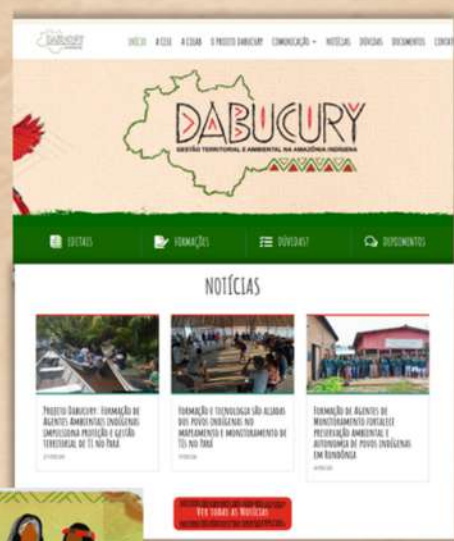 DABUCURY
INÍCIO A CESE A COIAB O PROJETO DABUCURY COMUNICAÇÃO NOTÍCIAS DÚVIDAS DOCUMENTOS
DABUCURY
GESTÃO TERRITORIAL E AMBIENTAL NA AMAZÔNIA INDÍGENA
EDITAIS FORMAÇÕES DÚVIDAS? DEPOIMENTOS
NOTÍCIAS
PROJETO DABUCURY: FORMAÇÃO DE
AGENTES AMBIENTAIS INDÍGENAS
IMPULSIONA PROTEÇÃO E GESTÃO
TERRITORIAL DE TI NO PARÁ
FORMAÇÃO E TECNOLOGIA SÃO ALIADAS
DOS POVOS INDÍGENAS NO
MAPEAMENTO E MONITORAMENTO DE
TIS NO PARÁ
FORMAÇÃO DE AGENTES DE
MONITORAMENTO FORTALECE
PRESERVAÇÃO AMBIENTAL E
AUTONOMIA DE POVOS INDÍGENAS
EM RONDÔNIA
VER TODAS AS NOTÍCIAS